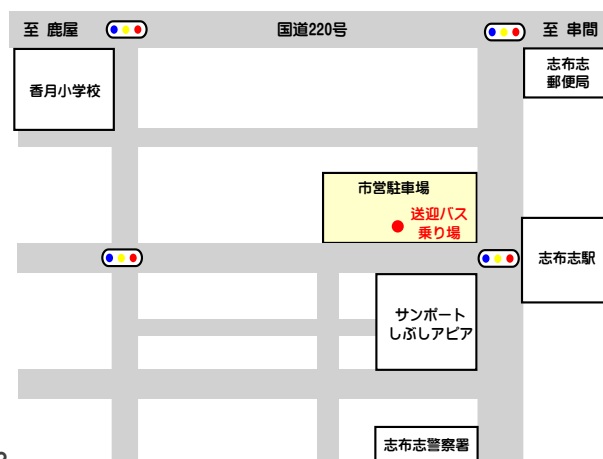 至 鹿屋
国道220号
至 串間
香月小学校
志布志
郵便局
市営駐車場
送迎バス
乗り場
志布志駅
サンポート
しぶしアピア
志布志警察署